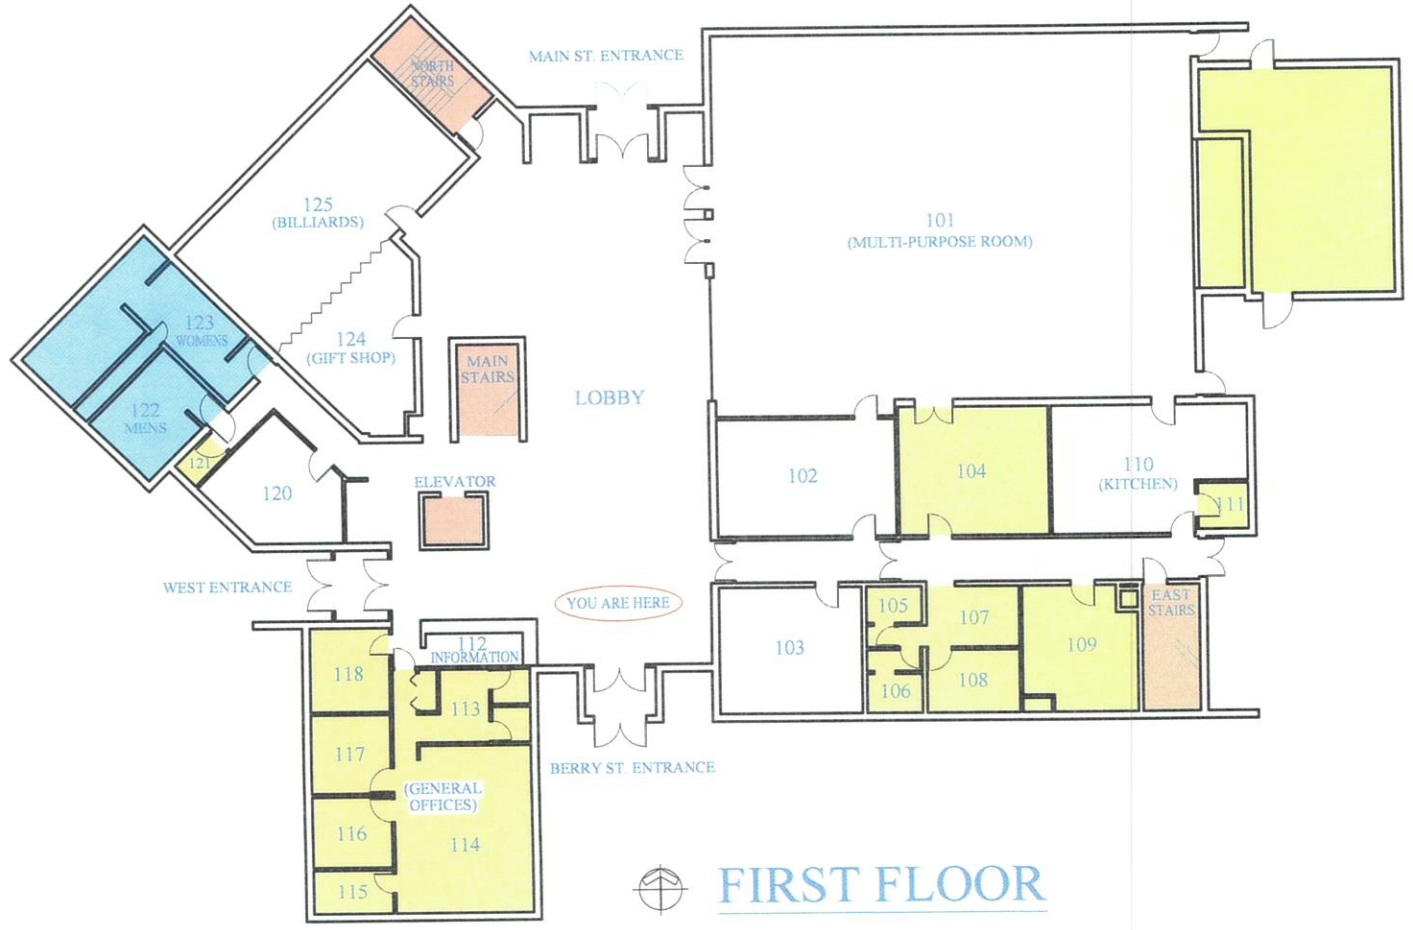 MAIN ST. ENTRANCE
NORTH
STAIRS
125
(BILLIARDS)
101
(MULTI-PURPOSE ROOM)
123
WOMENS
124
(GIFT SHOP)
MAIN
STAIRS
LOBBY
122
MENS
121
120
ELEVATOR
102
104
110
(KITCHEN)
111
WEST ENTRANCE
YOU ARE HERE
105
107
EAST
STAIRS
112
INFORMATION
103
109
118
106
108
113
117
BERRY ST. ENTRANCE
(GENERAL
OFFICES)
116
114
115
FIRST FLOOR